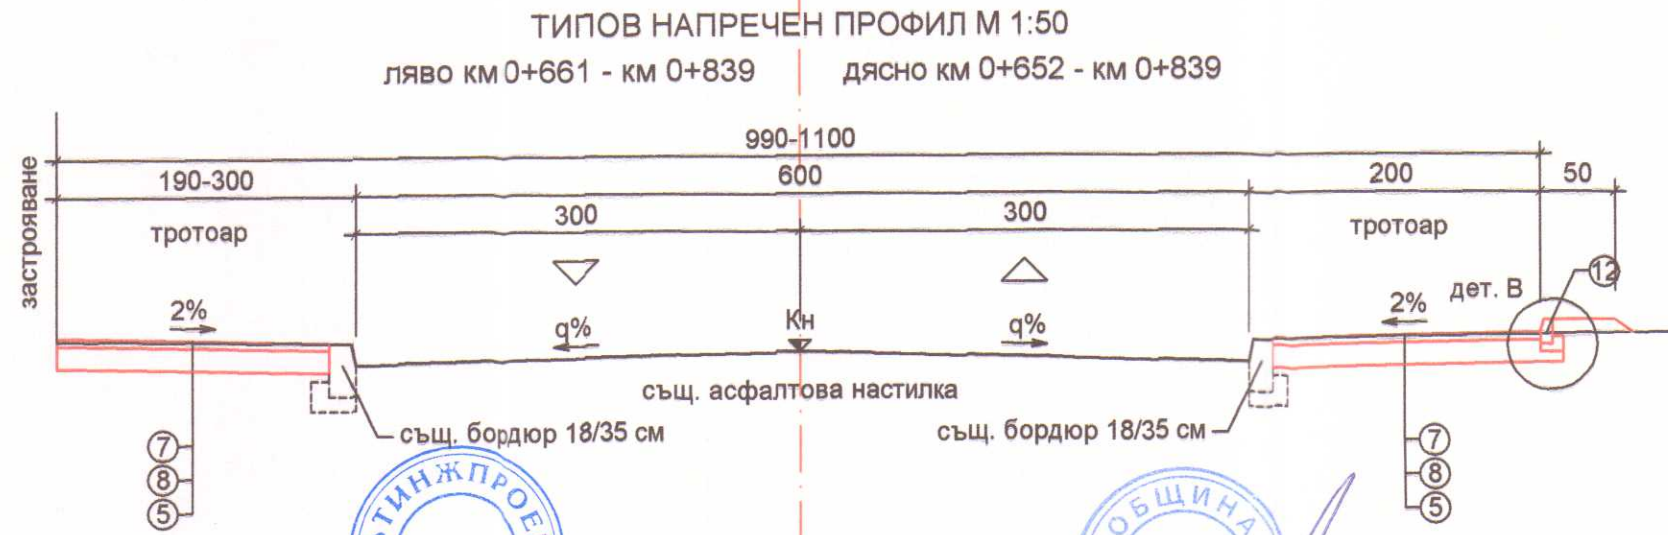 ТИПОВ НАПРЕЧЕН ПРОФИЛ М 1:50
ляво км 0+661 - км 0+839
дясно км 0+652 - км 0+839
990-1100
190-300
600
200
50
застрояване
тротоар
300
300
тротоар
12
дет. В
2%
q%
Кн
q%
2%
същ. асфалтова настилка
същ. бордюр 18/35 см
същ. бордюр 18/35 см
7
8
5
7
8
5
ТИНЖПРОЕ
ОБЩИНА